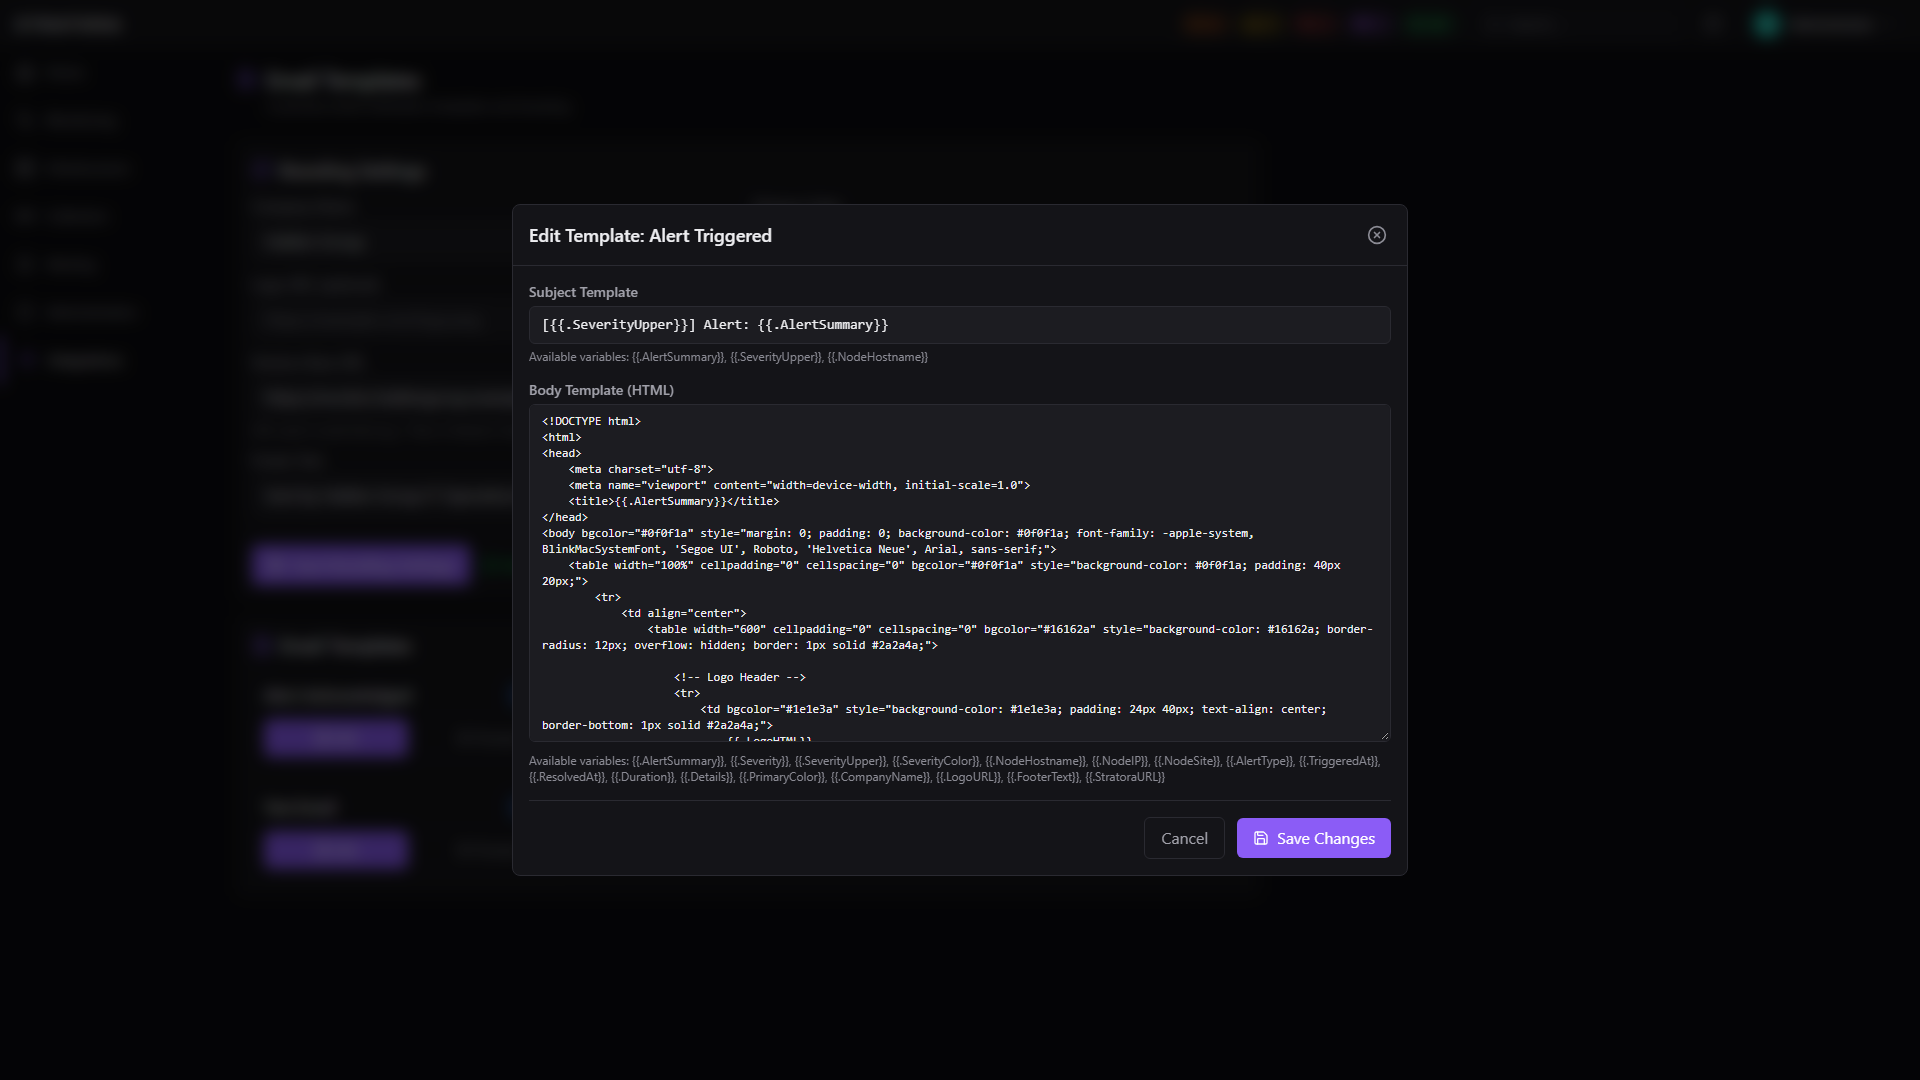 Edit Template: Alert Triggered
Subject Template
[{{.SeverityUpper}}] Alert: {{.AlertSummary}}
Available variables: {{.AlertSummary}}, {{.SeverityUpper}}, {{.NodeHostname}}
Body Template (HTML)
<!DOCTYPE html>
<html>
<head>
    <meta charset="utf-8">
    <meta name="viewport" content="width=device-width, initial-scale=1.0">
    <title>{{.AlertSummary}}</title>
</head>
<body bgcolor="#0f0f1a" style="margin: 0; padding: 0; background-color: #0f0f1a; font-family: -apple-system,
BlinkMacSystemFont, 'Segoe UI', Roboto, 'Helvetica Neue', Arial, sans-serif;">
    <table width="100%" cellpadding="0" cellspacing="0" bgcolor="#0f0f1a" style="background-color: #0f0f1a; padding: 40px
20px;">
        <tr>
            <td align="center">
                <table width="600" cellpadding="0" cellspacing="0" bgcolor="#16162a" style="background-color: #16162a; border-
radius: 12px; overflow: hidden; border: 1px solid #2a2a4a;">
                    <!-- Logo Header -->
                    <tr>
                        <td bgcolor="#1e1e3a" style="background-color: #1e1e3a; padding: 24px 40px; text-align: center;
border-bottom: 1px solid #2a2a4a;">
                            {{.LogoHTML}}
Available variables: {{.AlertSummary}}, {{.Severity}}, {{.SeverityUpper}}, {{.SeverityColor}}, {{.NodeHostname}}, {{.NodeIP}}, {{.NodeSite}}, {{.AlertType}}, {{.TriggeredAt}},
{{.ResolvedAt}}, {{.Duration}}, {{.Details}}, {{.PrimaryColor}}, {{.CompanyName}}, {{.LogoURL}}, {{.FooterText}}, {{.StratoraURL}}
Cancel
Save Changes